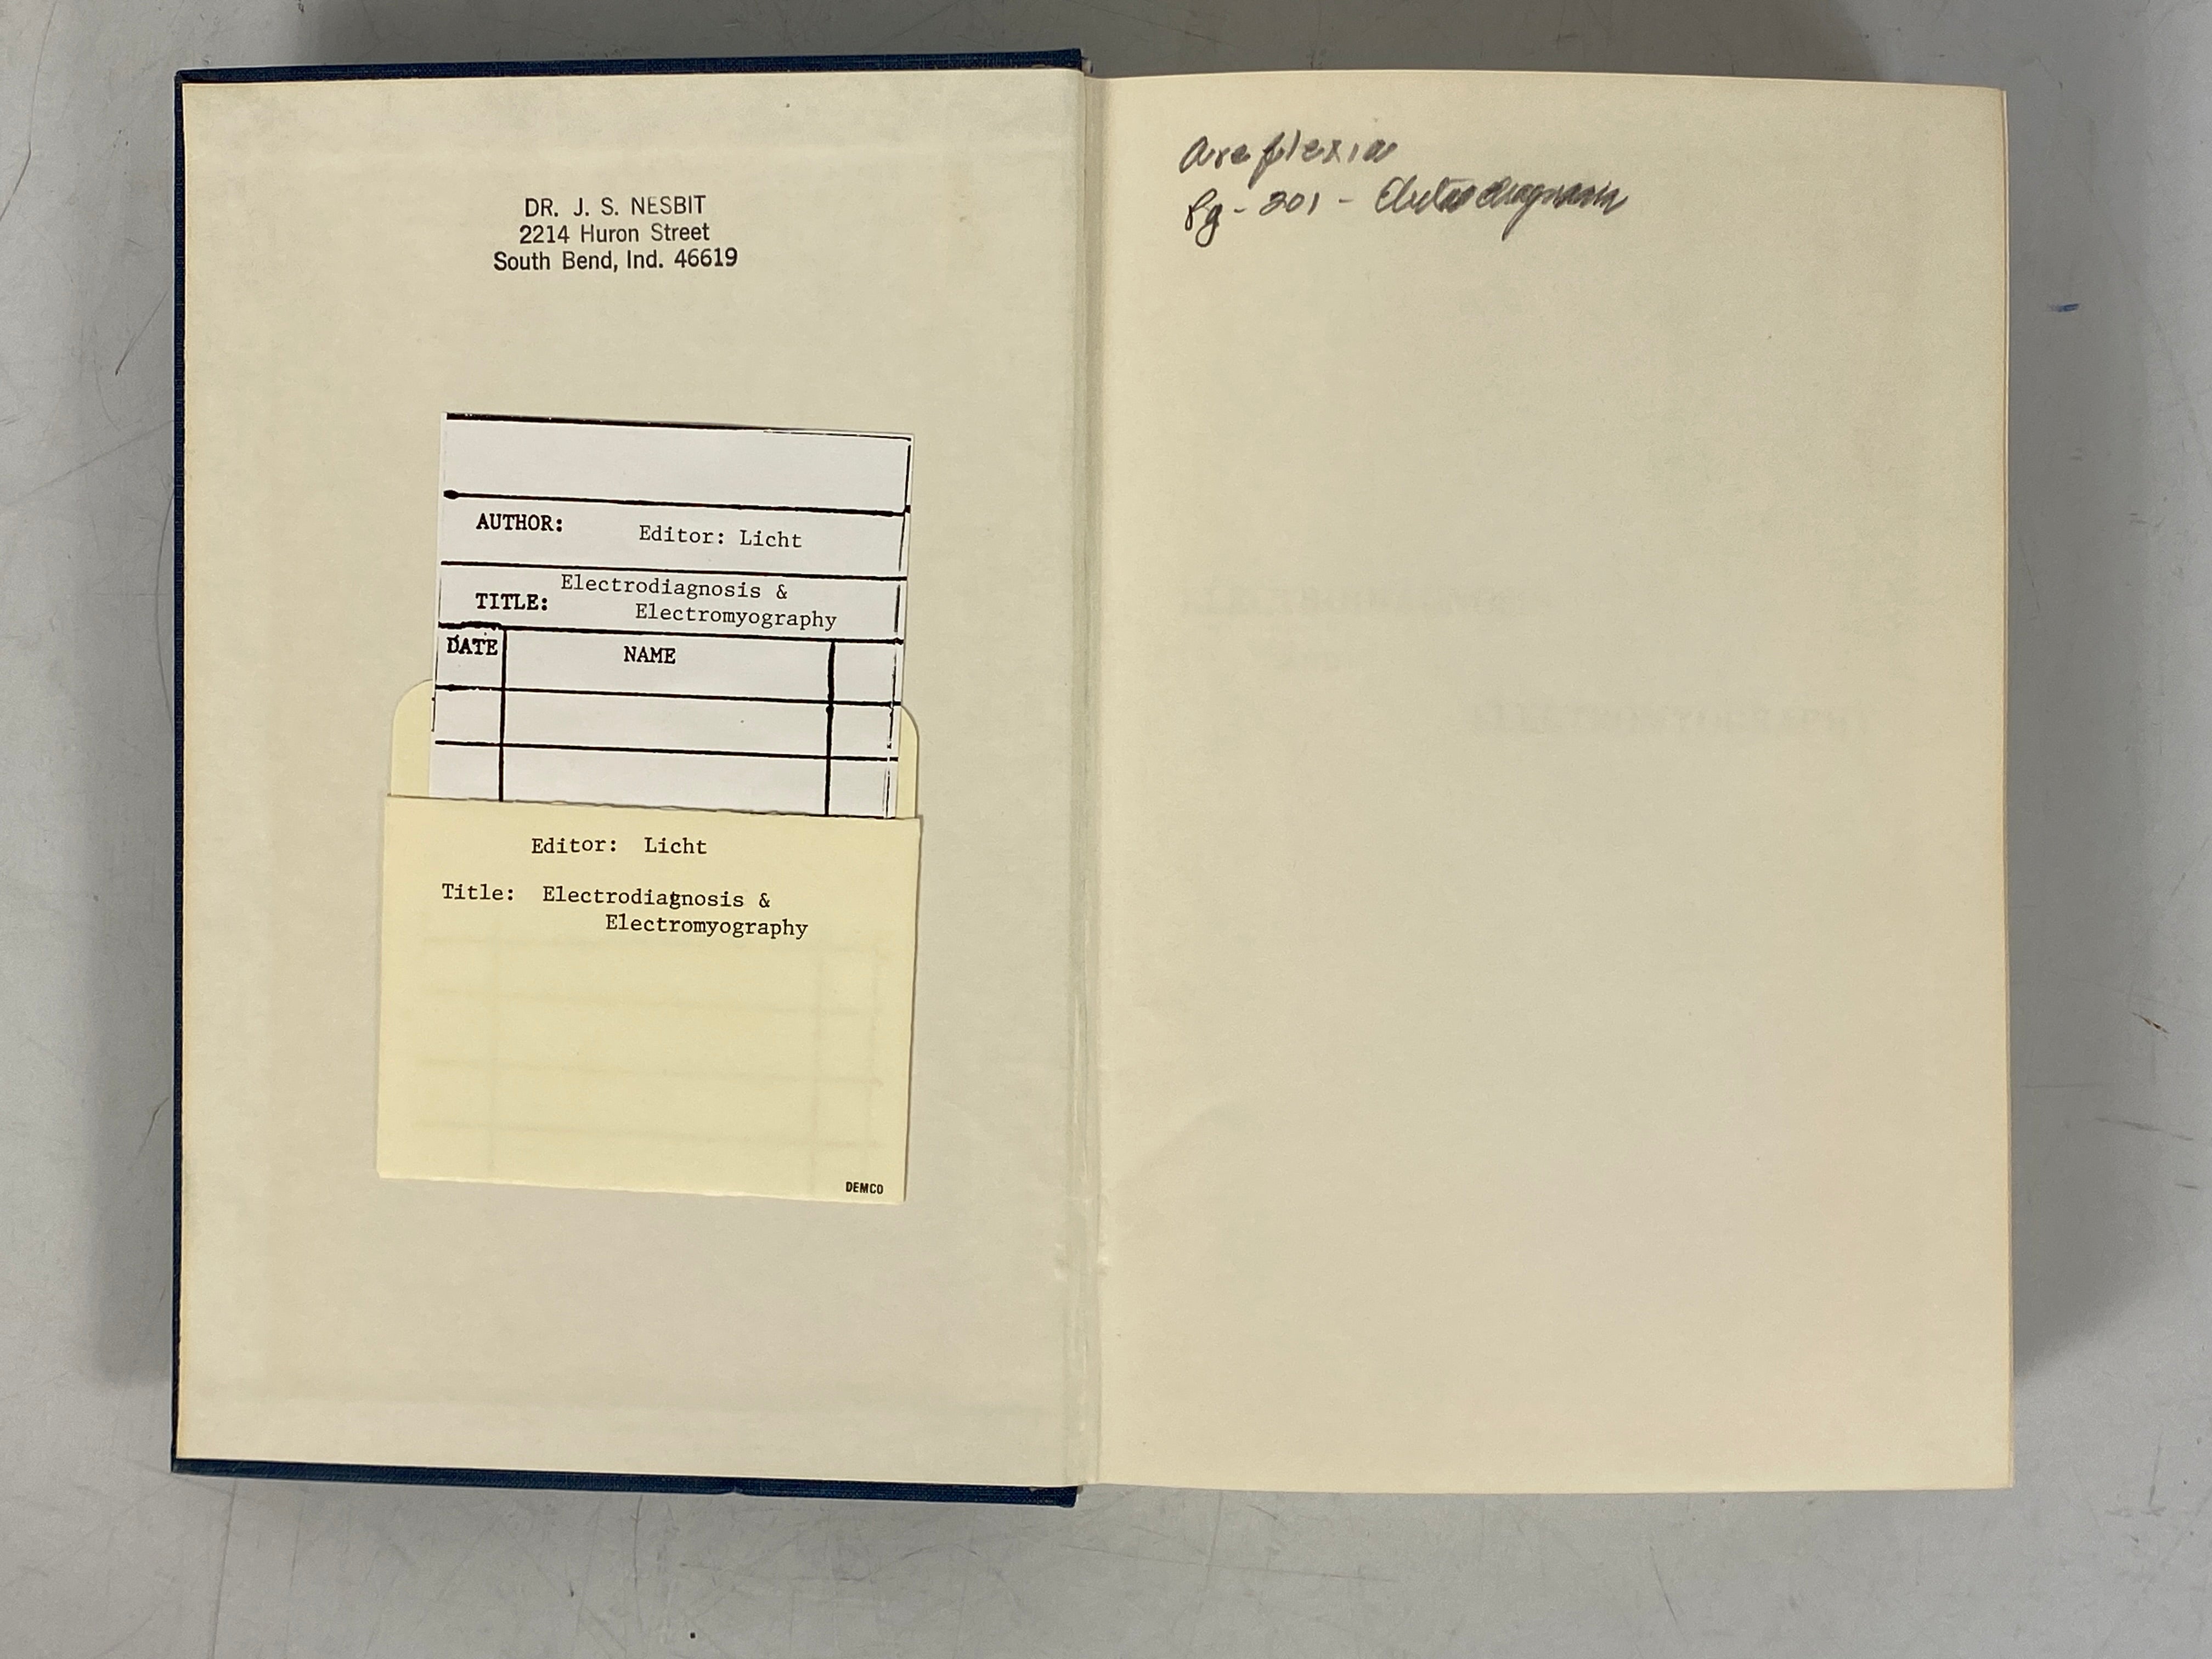 DR. J. S. NESBIT
2214 Huron Street
South Bend, Ind. 46619
AUTHOR: Editor: Licht
TITLE: Electrodiagnosis &
Electromyography
DATE NAME
Editor: Licht
Title: Electrodiagnosis &
Electromyography
DEMCO
Areflexia
Pg - 301 - Electrodiagnosis